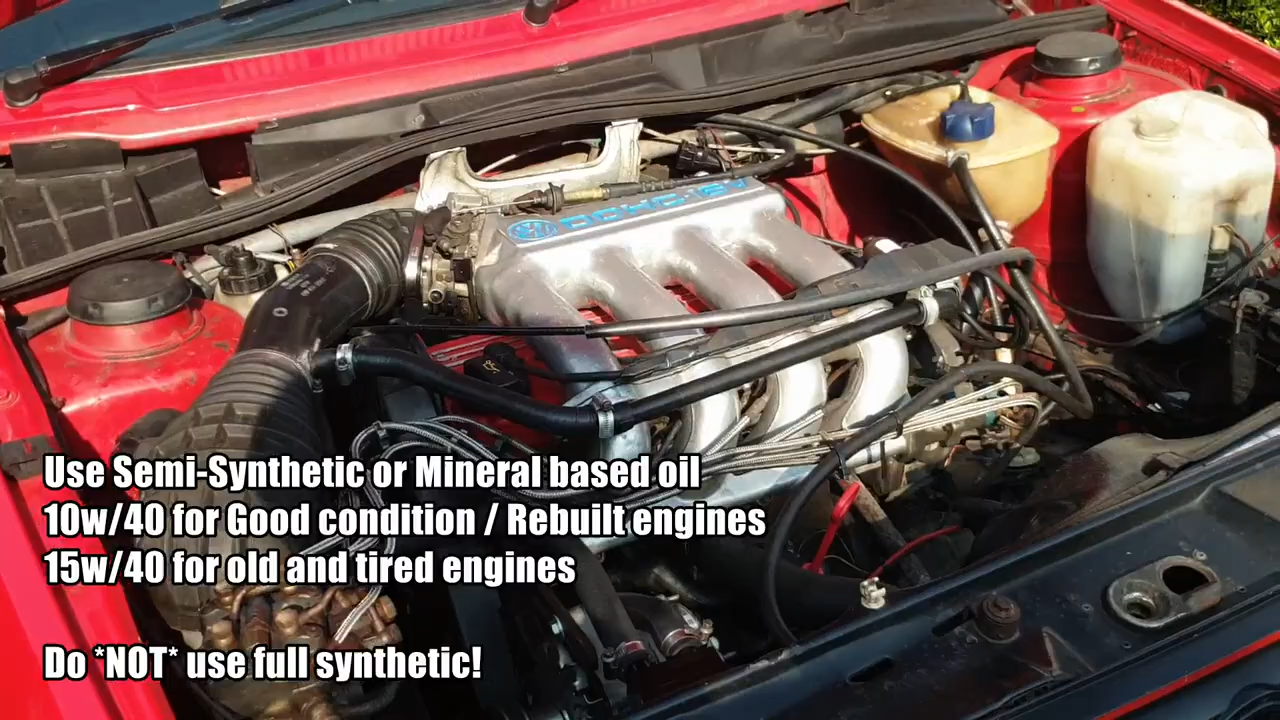 DOHC 16V
Use Semi-Synthetic or Mineral based oil
10w/40 for Good condition / Rebuilt engines
15w/40 for old and tired engines
Do *NOT* use full synthetic!